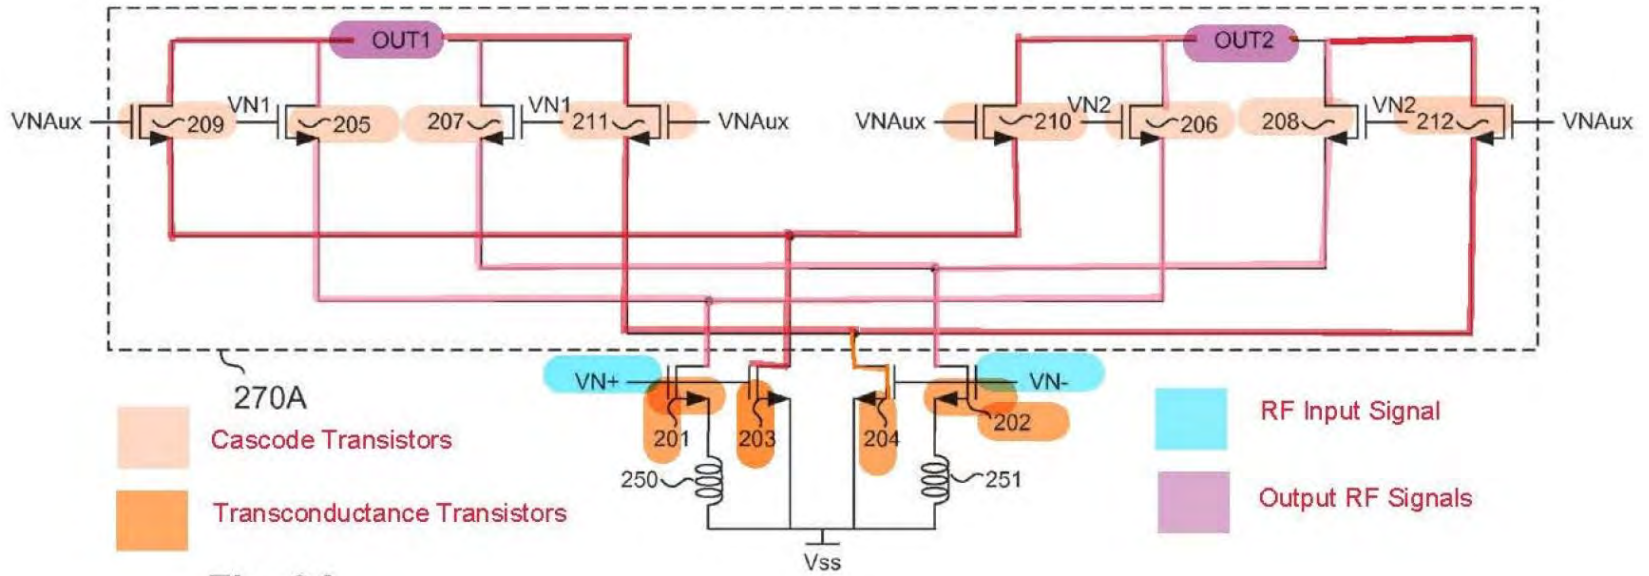 OUT1
OUT2
VNAux 209 VN1 205 207 VN1 211 VNAux
VNAux 210 VN2 206 208 VN2 212 VNAux
270A
VN+
VN-
201 203 204 202
250
251
Vss
Cascode Transistors
Transconductance Transistors
RF Input Signal
Output RF Signals